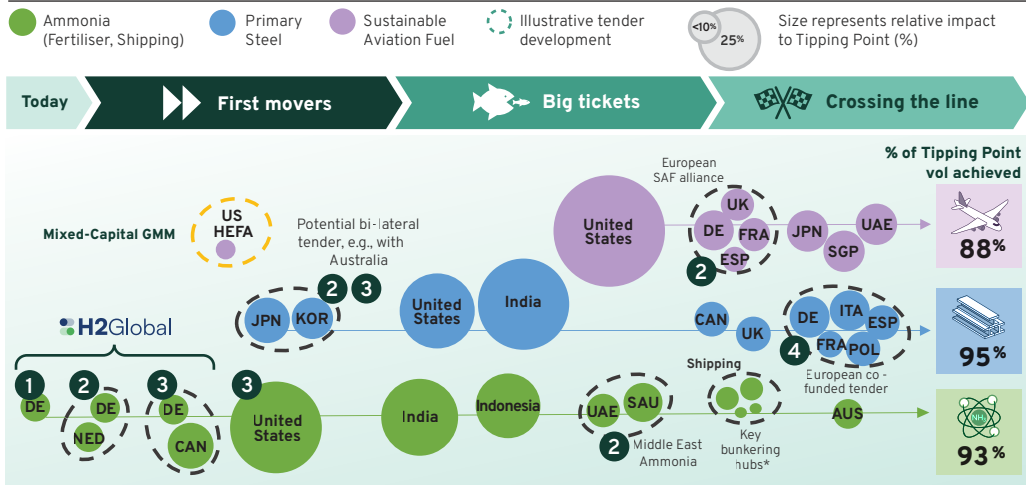 Ammonia
(Fertiliser, Shipping)
Primary
Steel
Sustainable
Aviation Fuel
Illustrative tender
development
<10%
25%
Size represents relative impact
to Tipping Point (%)
Today
First movers
Big tickets
Crossing the line
% of Tipping Point
vol achieved
Mixed-Capital GMM
US
HEFA
Potential bi-lateral
tender, e.g., with
Australia
2
3
United
States
European
SAF alliance
UK
DE
FRA
ESP
2
JPN
SGP
UAE
88%
JPN
KOR
United
States
India
CAN
UK
DE
ITA
ESP
FRA
POL
4
European co-
funded tender
95%
H2Global
1
DE
2
DE
NED
3
DE
CAN
3
United
States
India
Indonesia
UAE
SAU
2
Middle East
Ammonia
Shipping
Key
bunkering
hubs*
AUS
NH₃
93%